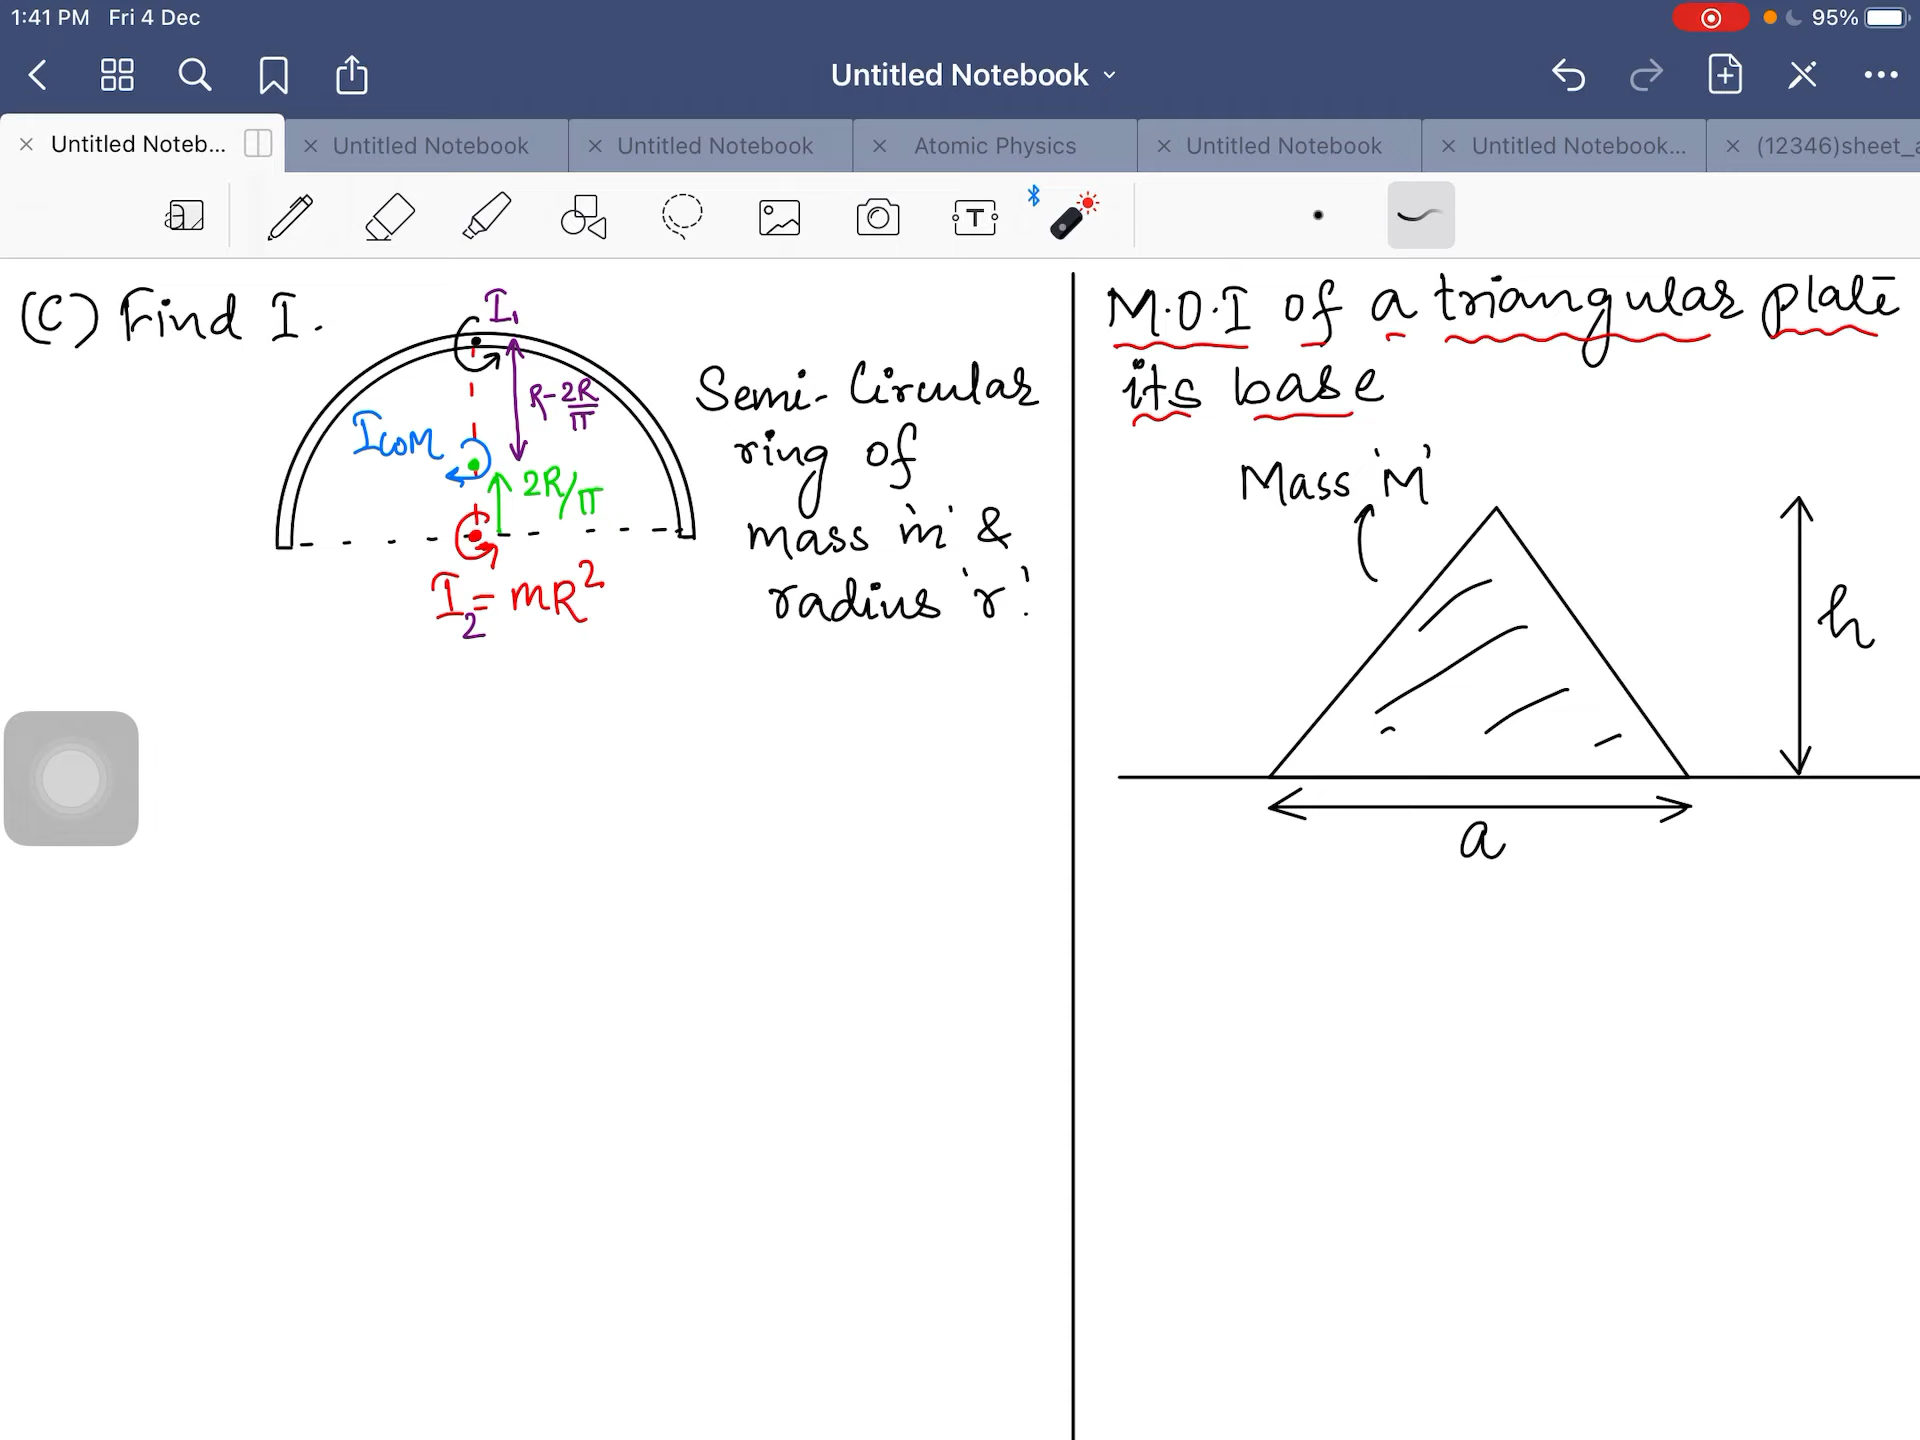 1:41 PM Fri 4 Dec
95%
Untitled Notebook
Untitled Noteb...
Untitled Notebook
Untitled Notebook
Atomic Physics
Untitled Notebook
Untitled Notebook...
(12346)sheet_a
(C) Find I.
I₁
R-2R/π
ICOM
2R/π
I₂ = mR²
Semi-Circular
ring of
mass 'm' &
radius 'r'.
M.O.I of a triangular plate
its base
Mass 'M'
h
a